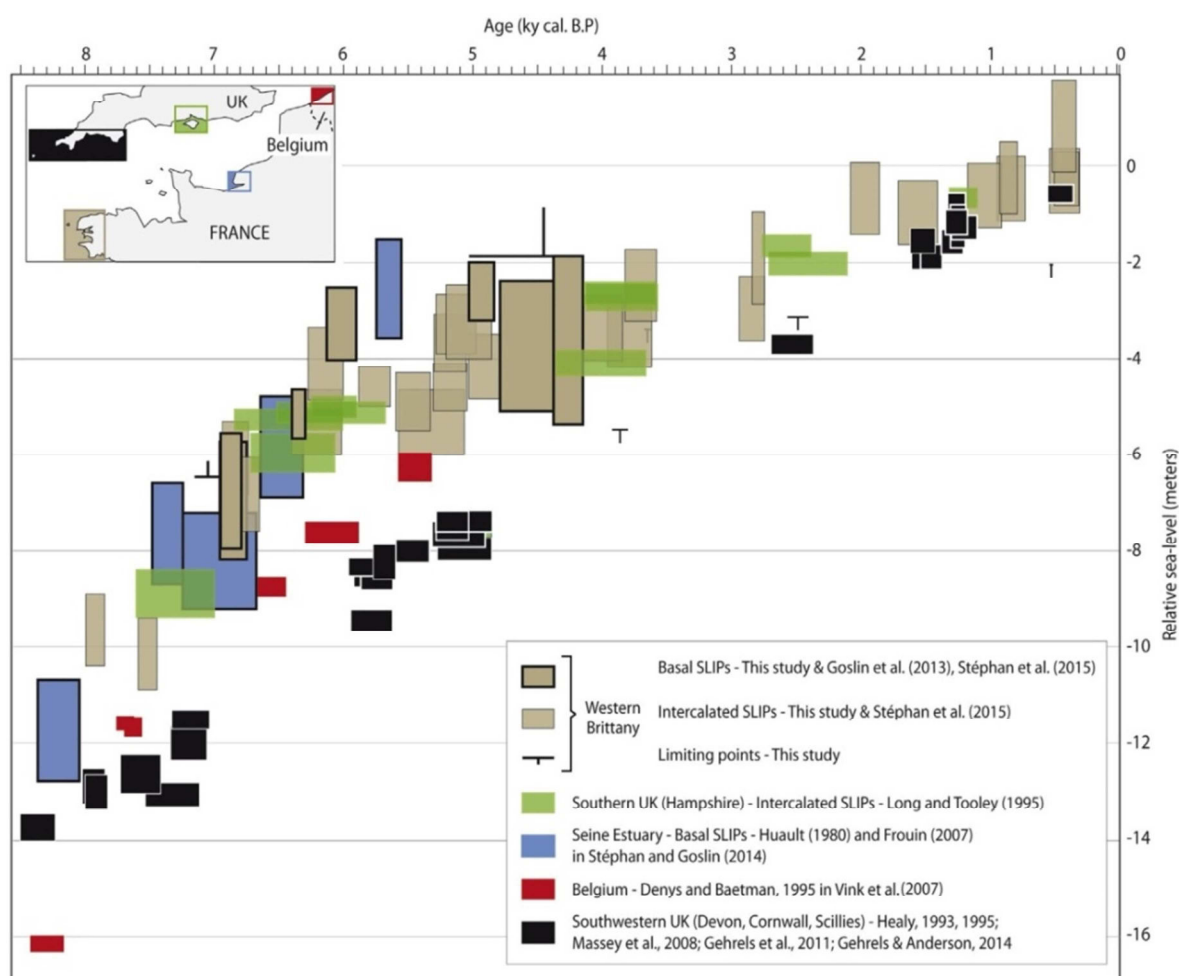 Age (ky cal. B.P)
8 7 6 5 4 3 2 1 0
UK
Belgium
FRANCE
0
-2
-4
-6
-8
-10
-12
-14
-16
Relative sea-level (meters)
Western
Brittany
Basal SLIPs - This study & Goslin et al. (2013), Stéphan et al. (2015)
Intercalated SLIPs - This study & Stéphan et al. (2015)
Limiting points - This study
Southern UK (Hampshire) - Intercalated SLIPs - Long and Tooley (1995)
Seine Estuary - Basal SLIPs - Huault (1980) and Frouin (2007)
in Stéphan and Goslin (2014)
Belgium - Denys and Baetman, 1995 in Vink et al. (2007)
Southwestern UK (Devon, Cornwall, Scillies) - Healy, 1993, 1995;
Massey et al., 2008; Gehrels et al., 2011; Gehrels & Anderson, 2014